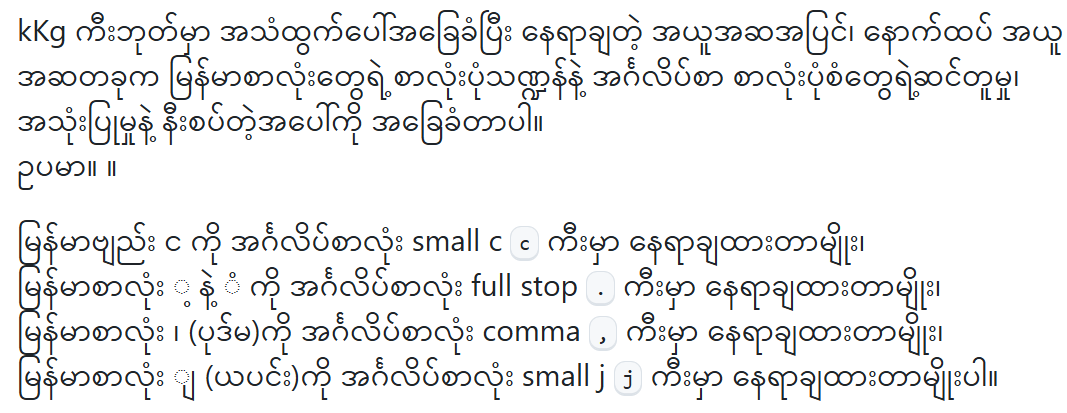 kKg ကီးဘုတ်မှာ အသံထွက်ပေါ်အခြေခံပြီး နေရာချတဲ့ အယူအဆအပြင်၊ နောက်ထပ် အယူ
အဆတခုက မြန်မာစာလုံးတွေရဲ့ စာလုံးပုံသဏ္ဍာန်နဲ့ အင်္ဂလိပ်စာ စာလုံးပုံစံတွေရဲ့ဆင်တူမှု၊
အသုံးပြုမှုနဲ့ နီးစပ်တဲ့အပေါ်ကို အခြေခံတာပါ။
ဥပမာ။ ။
မြန်မာဗျည်း င ကို အင်္ဂလိပ်စာလုံး small c c ကီးမှာ နေရာချထားတာမျိုး၊
မြန်မာစာလုံး ့ နဲ့ ံ ကို အင်္ဂလိပ်စာလုံး full stop . ကီးမှာ နေရာချထားတာမျိုး၊
မြန်မာစာလုံး ၊ (ပုဒ်မ)ကို အင်္ဂလိပ်စာလုံး comma , ကီးမှာ နေရာချထားတာမျိုး၊
မြန်မာစာလုံး ျ (ယပင်း)ကို အင်္ဂလိပ်စာလုံး small j j ကီးမှာ နေရာချထားတာမျိုးပါ။